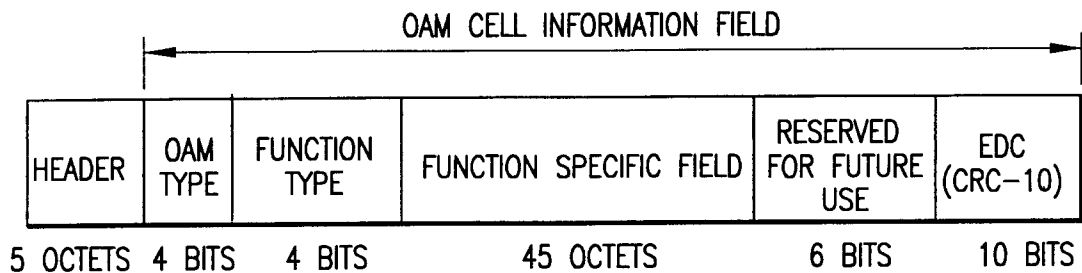 OAM CELL INFORMATION FIELD
HEADER
OAM
TYPE
FUNCTION
TYPE
FUNCTION SPECIFIC FIELD
RESERVED
FOR FUTURE
USE
EDC
(CRC-10)
5 OCTETS 4 BITS 4 BITS 45 OCTETS 6 BITS 10 BITS